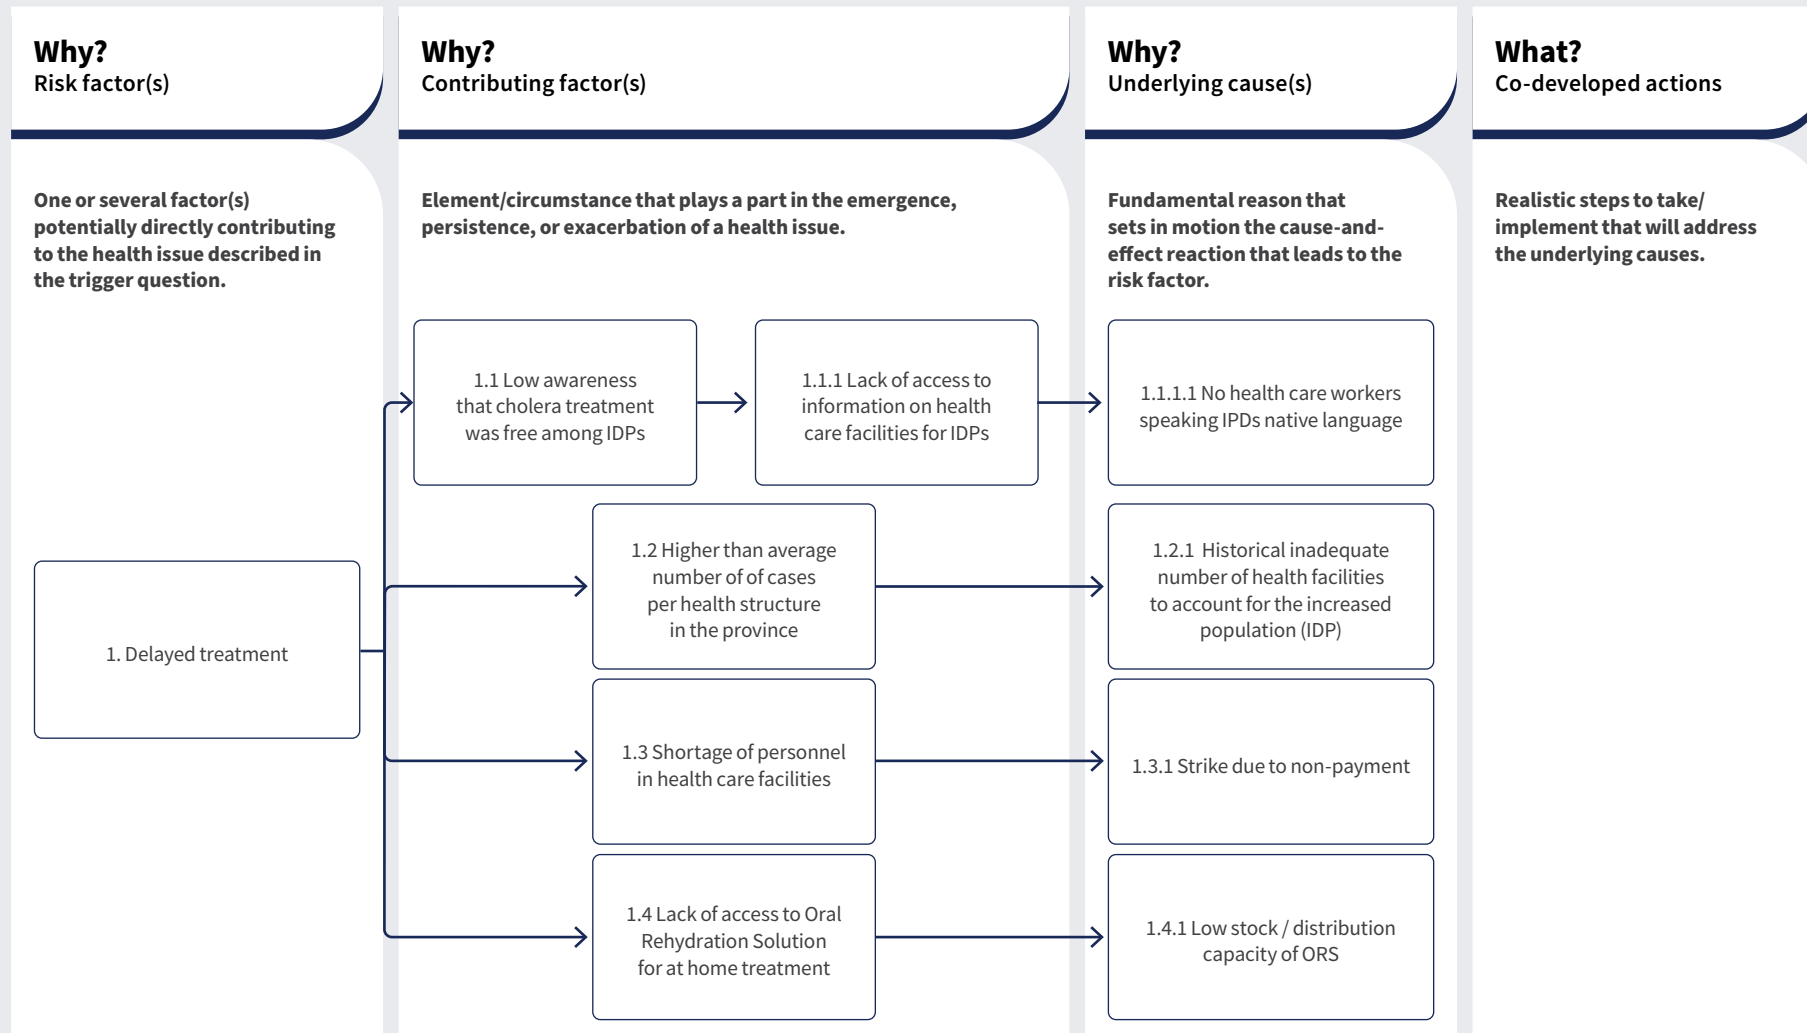 Why?
Risk factor(s)
One or several factor(s)
potentially directly contributing
to the health issue described in
the trigger question.
1. Delayed treatment
Why?
Contributing factor(s)
Element/circumstance that plays a part in the emergence,
persistence, or exacerbation of a health issue.
1.1 Low awareness
that cholera treatment
was free among IDPs
1.1.1 Lack of access to
information on health
care facilities for IDPs
1.2 Higher than average
number of of cases
per health structure
in the province
1.3 Shortage of personnel
in health care facilities
1.4 Lack of access to Oral
Rehydration Solution
for at home treatment
Why?
Underlying cause(s)
Fundamental reason that
sets in motion the cause-and-
effect reaction that leads to the
risk factor.
1.1.1.1 No health care workers
speaking IPDs native language
1.2.1 Historical inadequate
number of health facilities
to account for the increased
population (IDP)
1.3.1 Strike due to non-payment
1.4.1 Low stock / distribution
capacity of ORS
What?
Co-developed actions
Realistic steps to take/
implement that will address
the underlying causes.